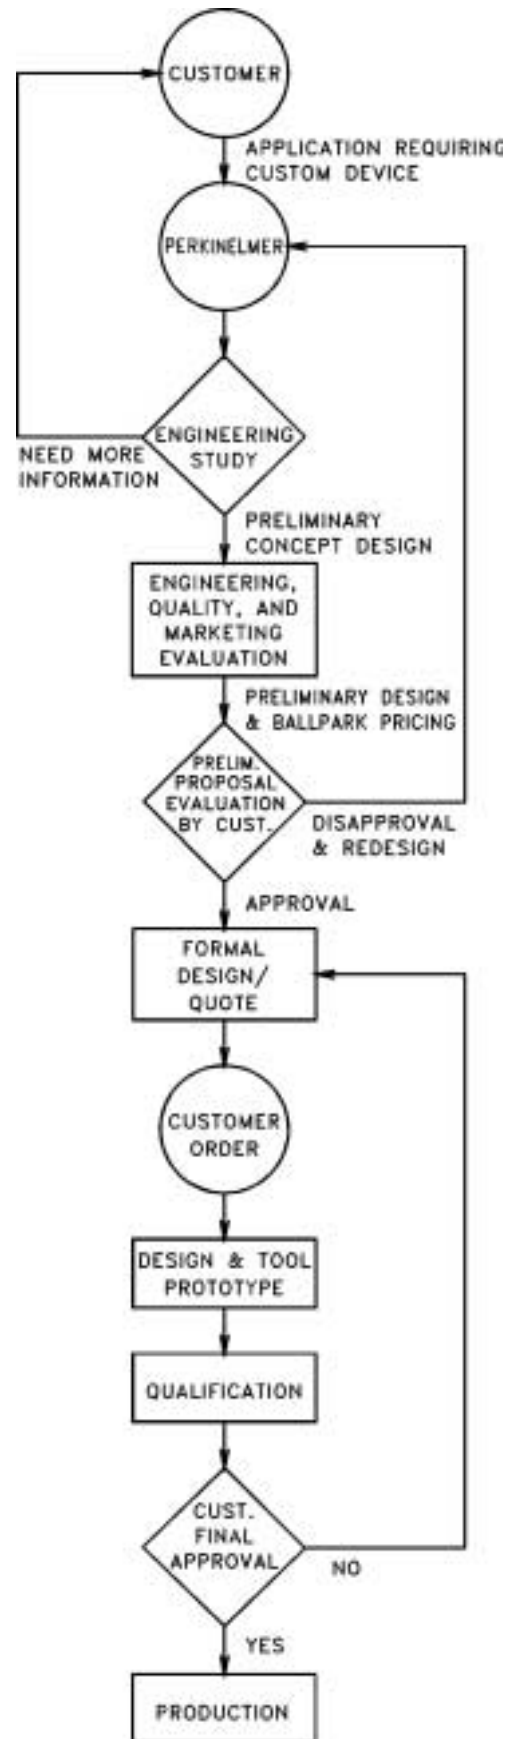 CUSTOMER
APPLICATION REQUIRING
CUSTOM DEVICE
PERKINELMER
ENGINEERING
STUDY
NEED MORE
INFORMATION
PRELIMINARY
CONCEPT DESIGN
ENGINEERING,
QUALITY, AND
MARKETING
EVALUATION
PRELIMINARY DESIGN
& BALLPARK PRICING
PRELIM.
PROPOSAL
EVALUATION
BY CUST.
DISAPPROVAL
& REDESIGN
APPROVAL
FORMAL
DESIGN/
QUOTE
CUSTOMER
ORDER
DESIGN & TOOL
PROTOTYPE
QUALIFICATION
CUST.
FINAL
APPROVAL
NO
YES
PRODUCTION